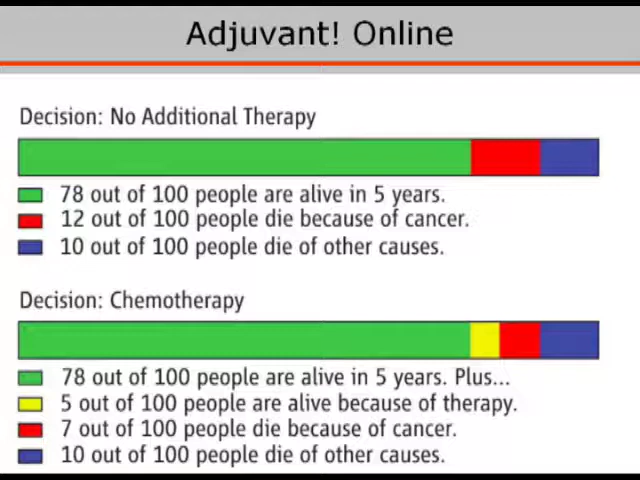 Adjuvant! Online
Decision: No Additional Therapy
78 out of 100 people are alive in 5 years.
12 out of 100 people die because of cancer.
10 out of 100 people die of other causes.
Decision: Chemotherapy
78 out of 100 people are alive in 5 years. Plus...
5 out of 100 people are alive because of therapy.
7 out of 100 people die because of cancer.
10 out of 100 people die of other causes.